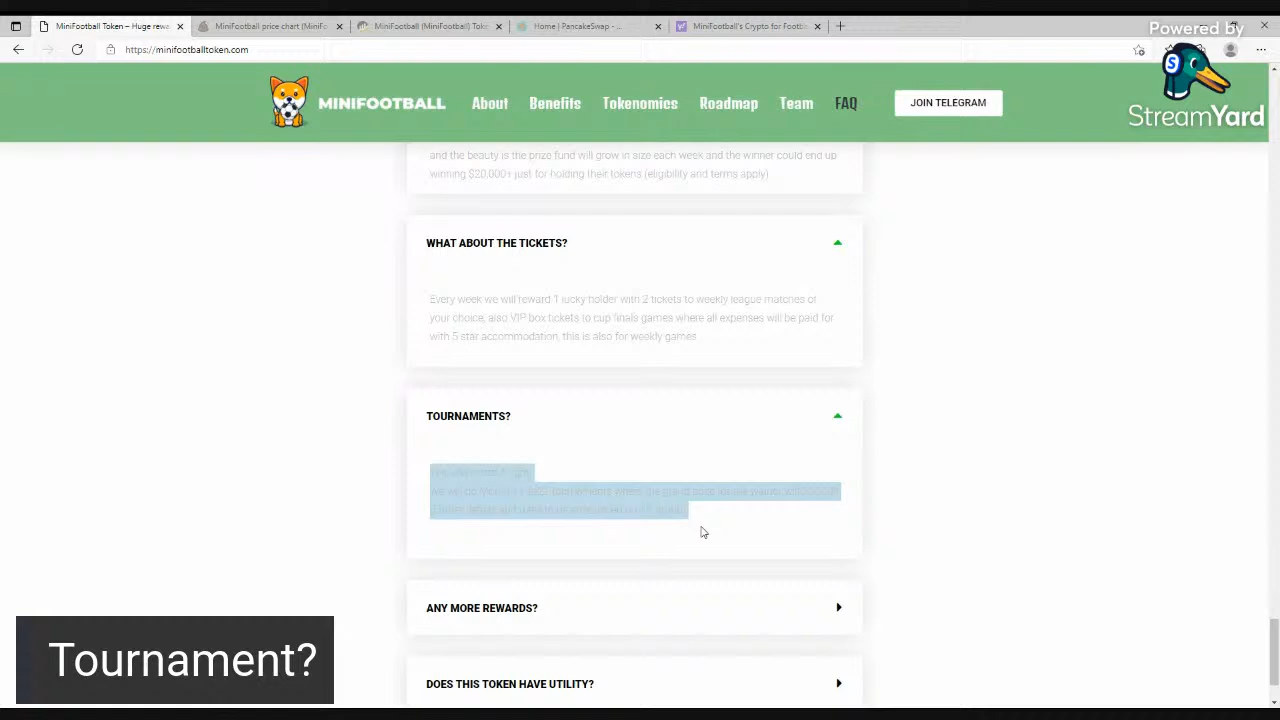 MiniFootball Token – Huge rewa
MiniFootball price chart (MiniF
MiniFootball (MiniFootball) Tok
Home | PancakeSwap - ...
MiniFootball's Crypto for Footb
https://minifootballtoken.com
Powered by
StreamYard
MINIFOOTBALL
About
Benefits
Tokenomics
Roadmap
Team
FAQ
JOIN TELEGRAM
and the beauty is the prize fund will grow in size each week and the winner could end up
winning $20,000+ just for holding their tokens (eligibility and terms apply)
WHAT ABOUT THE TICKETS?
Every week we will reward 1 lucky holder with 2 tickets to weekly league matches of
your choice, also VIP box tickets to cup finals games where all expenses will be paid for
with 5 star accommodation, this is also for weekly games
TOURNAMENTS?
ANY MORE REWARDS?
DOES THIS TOKEN HAVE UTILITY?
Tournament?